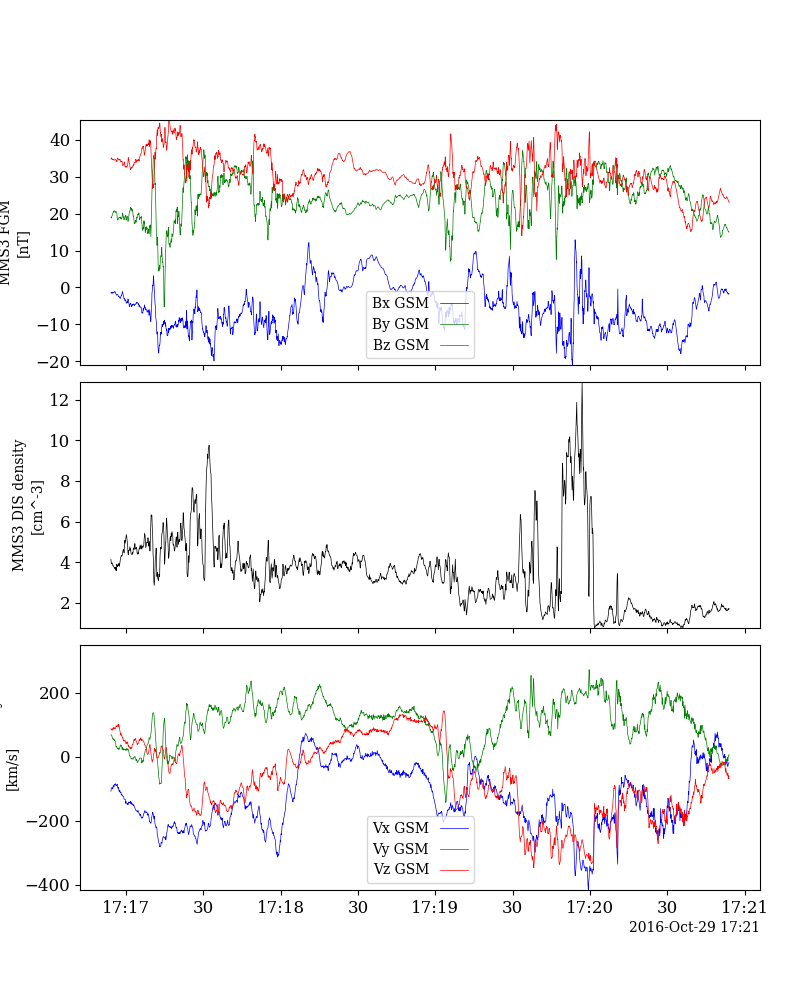 MMS3 FGM
[nT]
40
30
20
10
0
−10
−20
Bx GSM
By GSM
Bz GSM
MMS3 DIS density
[cm^-3]
12
10
8
6
4
2
[km/s]
200
0
−200
−400
Vx GSM
Vy GSM
Vz GSM
17:17 30 17:18 30 17:19 30 17:20 30 17:21
2016-Oct-29 17:21